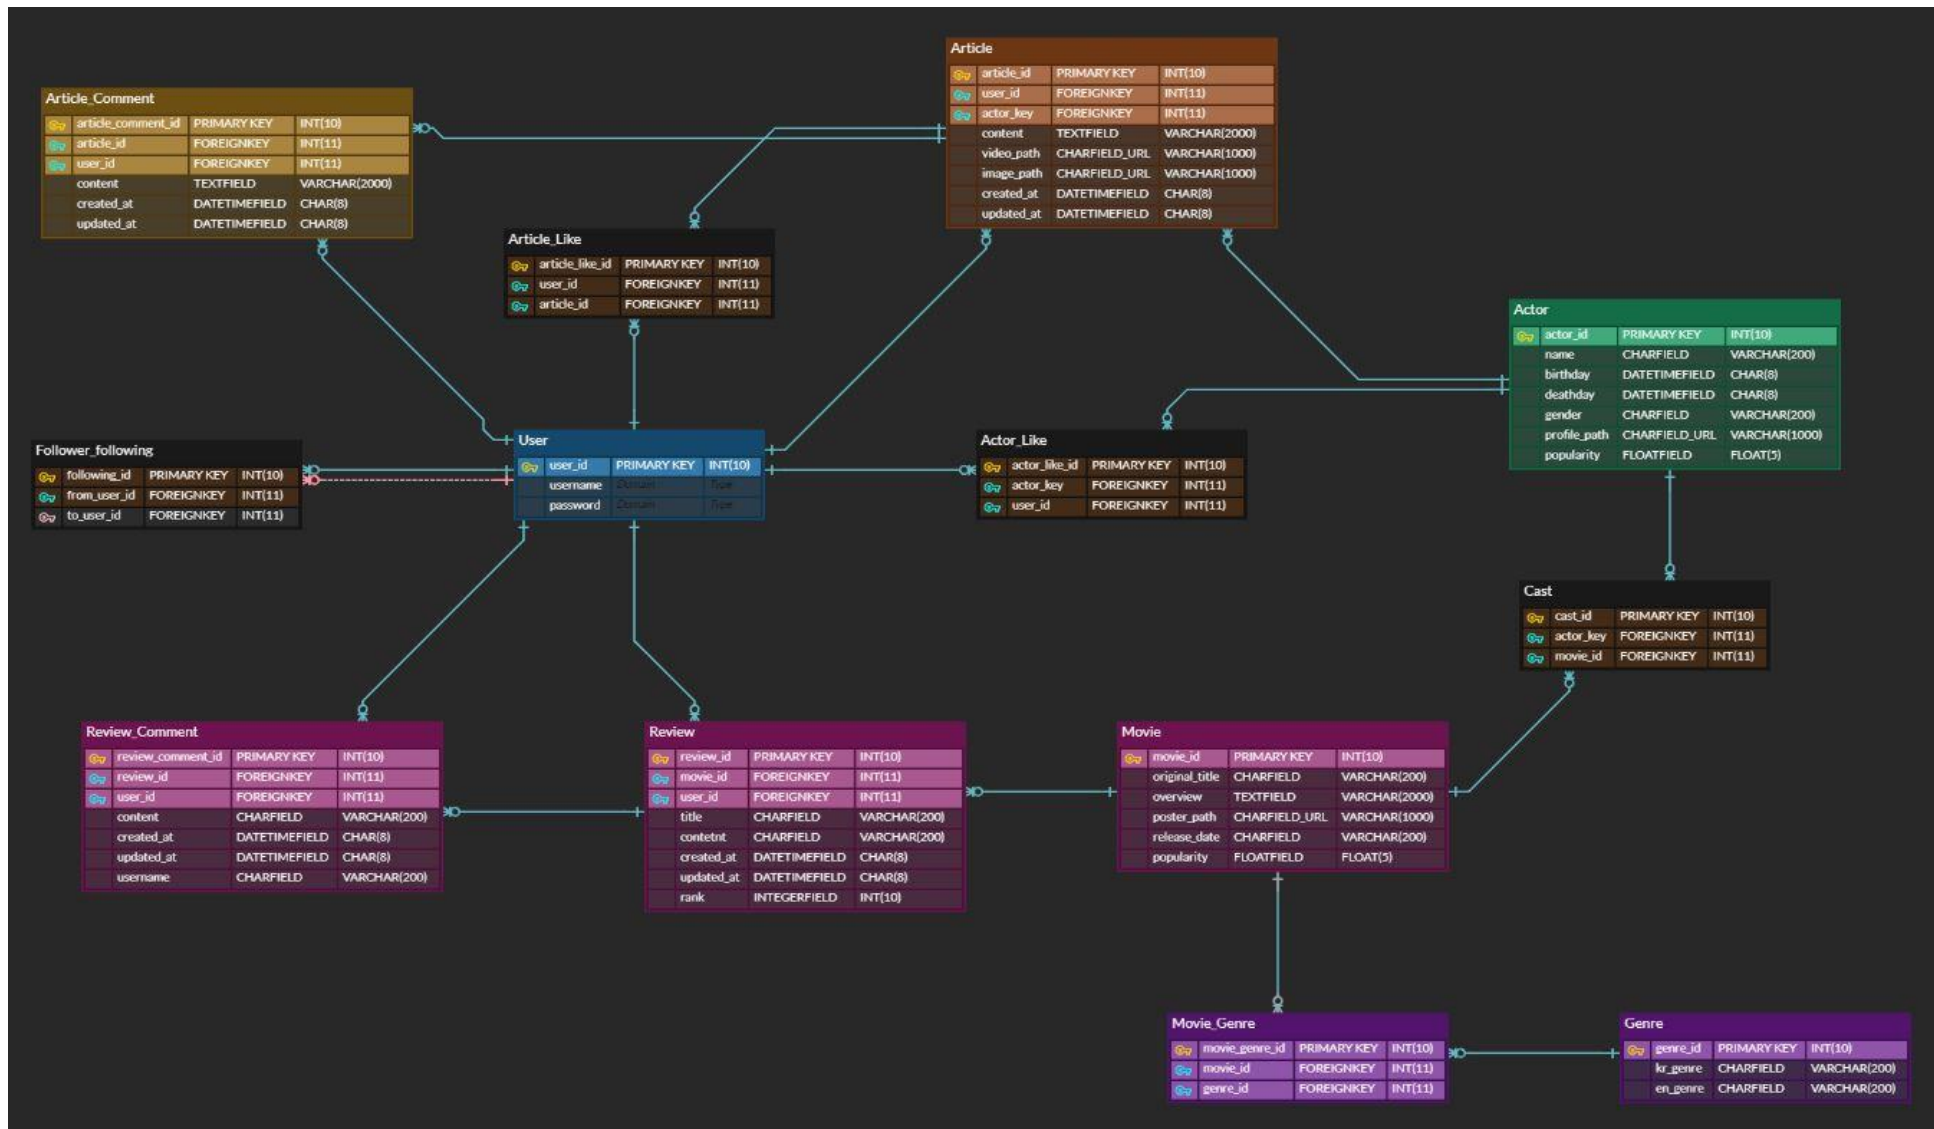 Article
article_id PRIMARY KEY INT(10)
user_id FOREIGNKEY INT(11)
actor_key FOREIGNKEY INT(11)
content TEXTFIELD VARCHAR(2000)
video_path CHARFIELD_URL VARCHAR(1000)
image_path CHARFIELD_URL VARCHAR(1000)
created_at DATETIMEFIELD CHAR(8)
updated_at DATETIMEFIELD CHAR(8)
Article_Comment
article_comment_id PRIMARY KEY INT(10)
article_id FOREIGNKEY INT(11)
user_id FOREIGNKEY INT(11)
content TEXTFIELD VARCHAR(2000)
created_at DATETIMEFIELD CHAR(8)
updated_at DATETIMEFIELD CHAR(8)
Article_Like
article_like_id PRIMARY KEY INT(10)
user_id FOREIGNKEY INT(11)
article_id FOREIGNKEY INT(11)
Actor
actor_id PRIMARY KEY INT(10)
name CHARFIELD VARCHAR(200)
birthday DATETIMEFIELD CHAR(8)
deathday DATETIMEFIELD CHAR(8)
gender CHARFIELD VARCHAR(200)
profile_path CHARFIELD_URL VARCHAR(1000)
popularity FLOATFIELD FLOAT(5)
Follower_following
following_id PRIMARY KEY INT(10)
from_user_id FOREIGNKEY INT(11)
to_user_id FOREIGNKEY INT(11)
User
user_id PRIMARY KEY INT(10)
username Domain Type
password Domain Type
Actor_Like
actor_like_id PRIMARY KEY INT(10)
actor_key FOREIGNKEY INT(11)
user_id FOREIGNKEY INT(11)
Cast
cast_id PRIMARY KEY INT(10)
actor_key FOREIGNKEY INT(11)
movie_id FOREIGNKEY INT(11)
Review_Comment
review_comment_id PRIMARY KEY INT(10)
review_id FOREIGNKEY INT(11)
user_id FOREIGNKEY INT(11)
content CHARFIELD VARCHAR(200)
created_at DATETIMEFIELD CHAR(8)
updated_at DATETIMEFIELD CHAR(8)
username CHARFIELD VARCHAR(200)
Review
review_id PRIMARY KEY INT(10)
movie_id FOREIGNKEY INT(11)
user_id FOREIGNKEY INT(11)
title CHARFIELD VARCHAR(200)
contetnt CHARFIELD VARCHAR(200)
created_at DATETIMEFIELD CHAR(8)
updated_at DATETIMEFIELD CHAR(8)
rank INTEGERFIELD INT(10)
Movie
movie_id PRIMARY KEY INT(10)
original_title CHARFIELD VARCHAR(200)
overview TEXTFIELD VARCHAR(2000)
poster_path CHARFIELD_URL VARCHAR(1000)
release_date CHARFIELD VARCHAR(200)
popularity FLOATFIELD FLOAT(5)
Movie_Genre
movie_genre_id PRIMARY KEY INT(10)
movie_id FOREIGNKEY INT(11)
genre_id FOREIGNKEY INT(11)
Genre
genre_id PRIMARY KEY INT(10)
kr_genre CHARFIELD VARCHAR(200)
en_genre CHARFIELD VARCHAR(200)